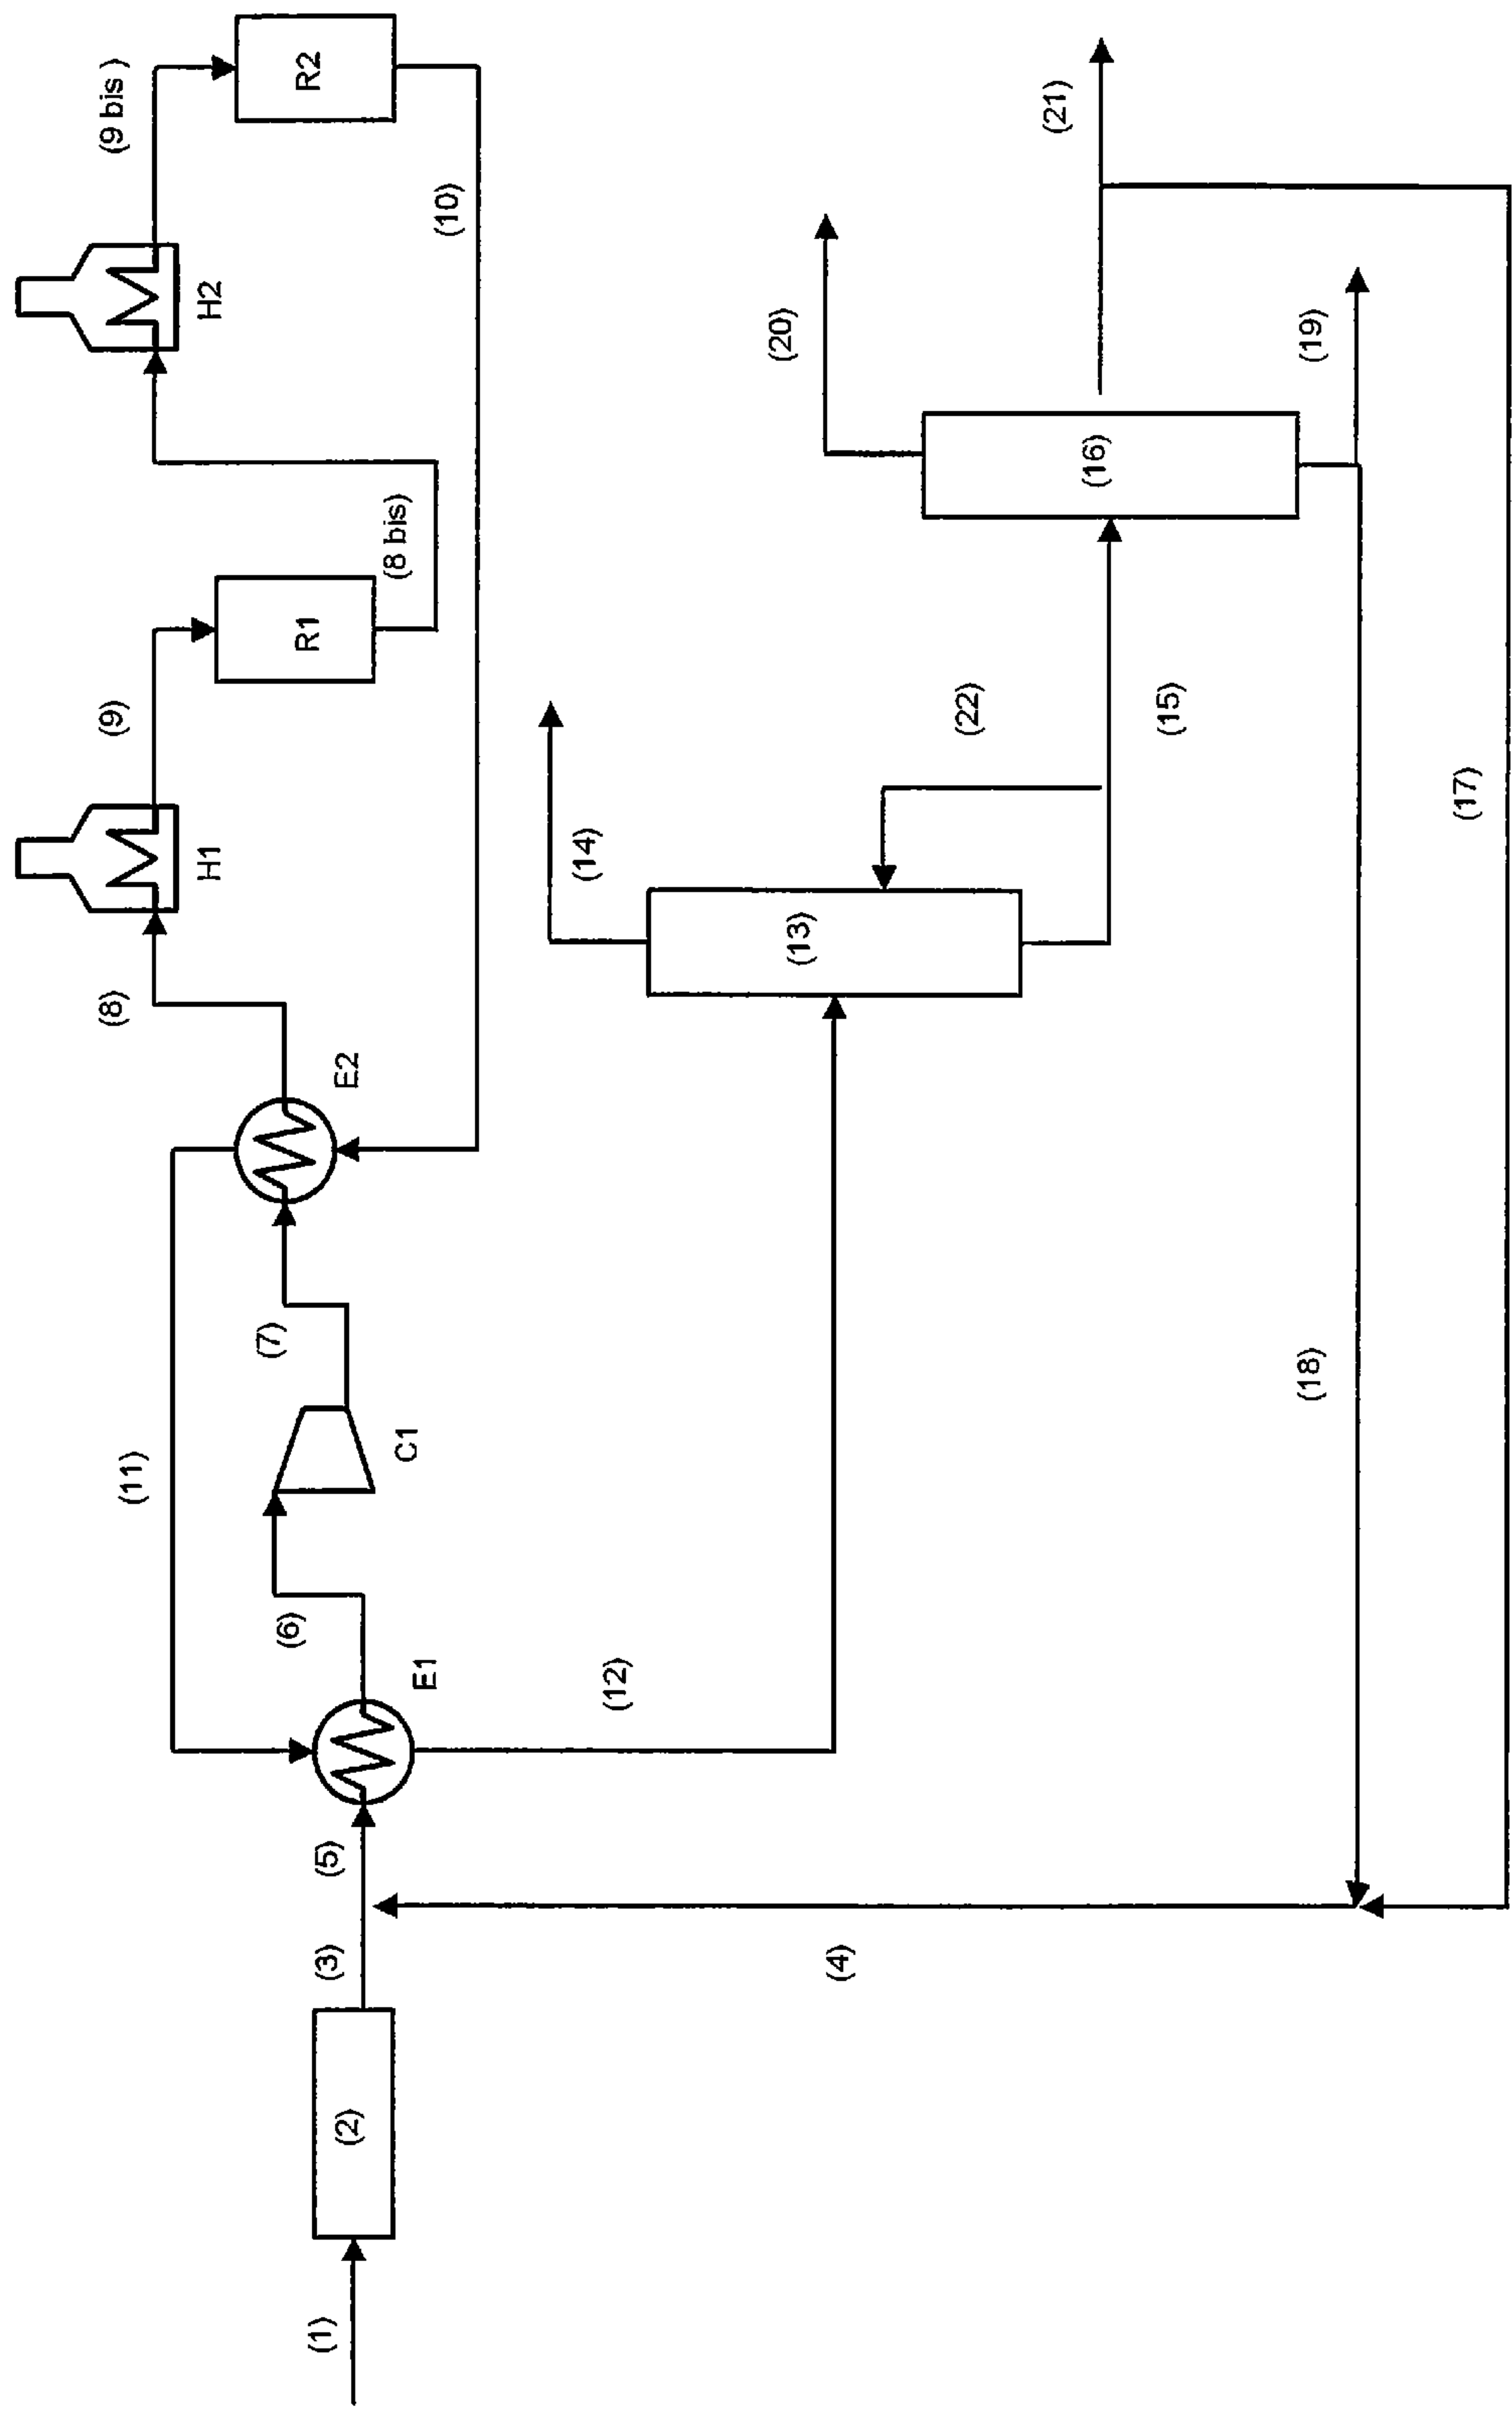 (1)
(2)
(3)
(4)
(5)
E1
(6)
C1
(7)
E2
(8)
H1
(9)
R1
(8 bis)
H2
(9 bis )
R2
(10)
(11)
(12)
(13)
(14)
(22)
(15)
(16)
(20)
(21)
(19)
(18)
(17)